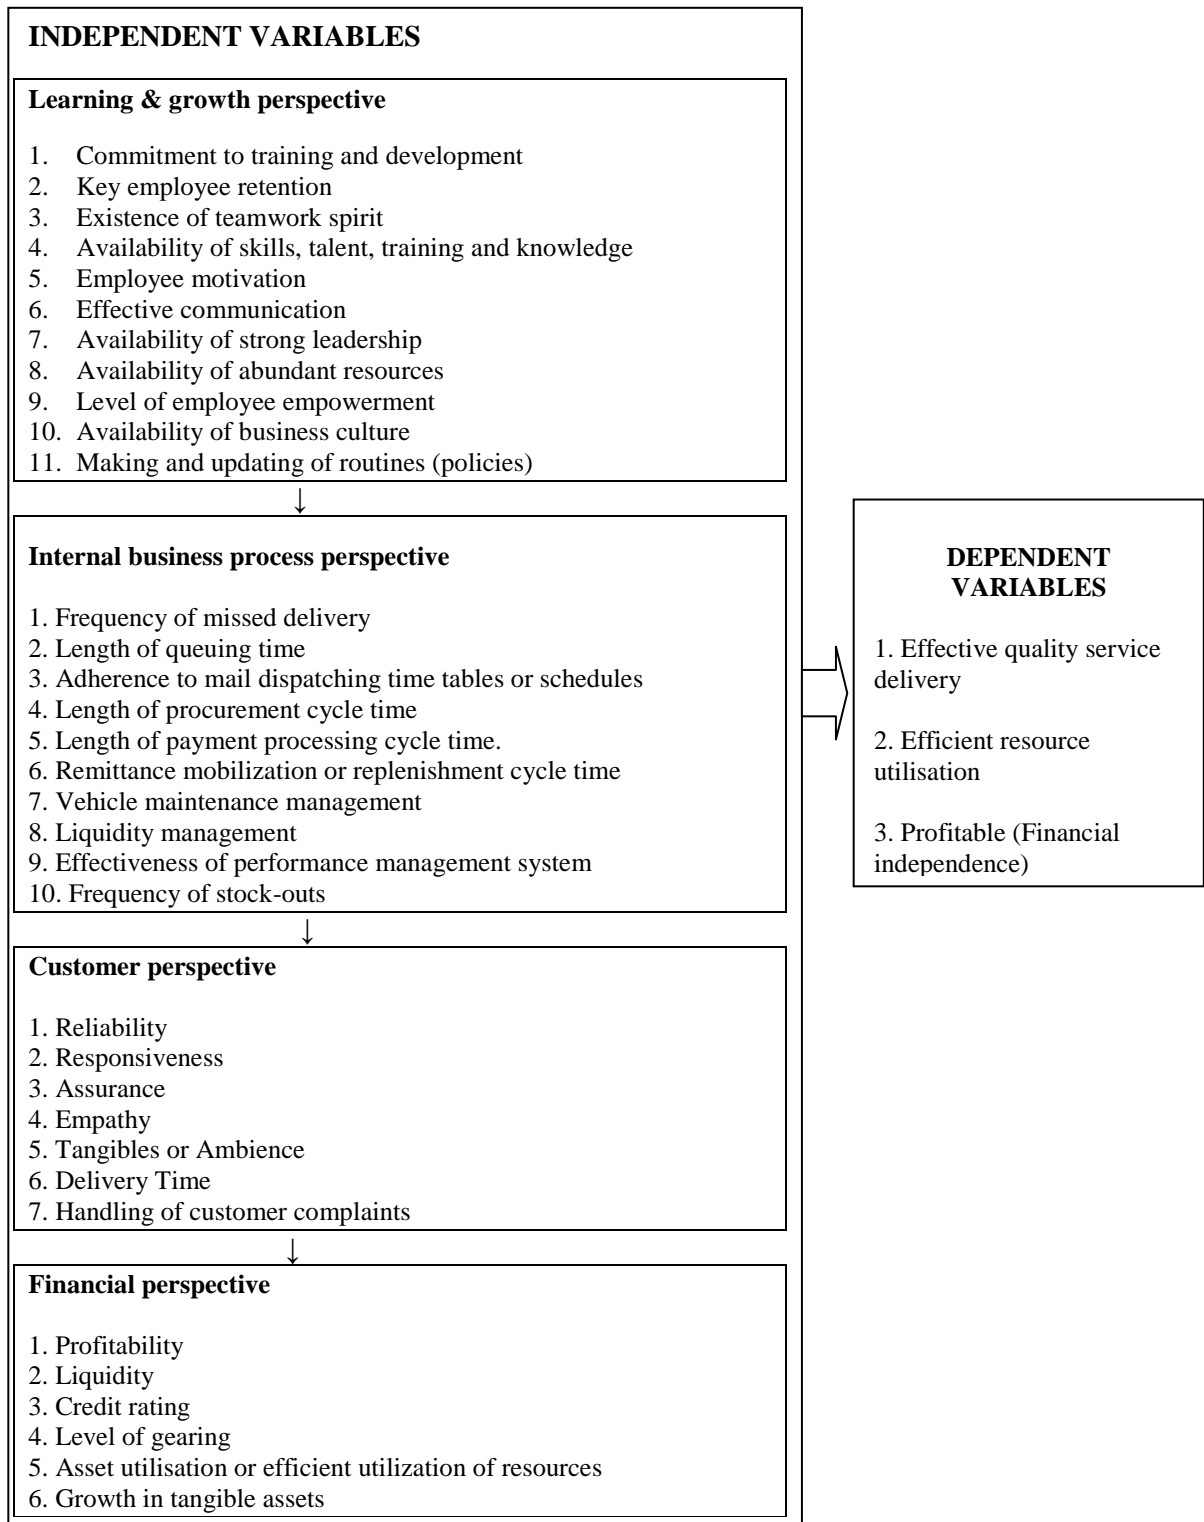 INDEPENDENT VARIABLES
Learning & growth perspective
1. Commitment to training and development
2. Key employee retention
3. Existence of teamwork spirit
4. Availability of skills, talent, training and knowledge
5. Employee motivation
6. Effective communication
7. Availability of strong leadership
8. Availability of abundant resources
9. Level of employee empowerment
10. Availability of business culture
11. Making and updating of routines (policies)
↓
Internal business process perspective
1. Frequency of missed delivery
2. Length of queuing time
3. Adherence to mail dispatching time tables or schedules
4. Length of procurement cycle time
5. Length of payment processing cycle time.
6. Remittance mobilization or replenishment cycle time
7. Vehicle maintenance management
8. Liquidity management
9. Effectiveness of performance management system
10. Frequency of stock-outs
↓
Customer perspective
1. Reliability
2. Responsiveness
3. Assurance
4. Empathy
5. Tangibles or Ambience
6. Delivery Time
7. Handling of customer complaints
↓
Financial perspective
1. Profitability
2. Liquidity
3. Credit rating
4. Level of gearing
5. Asset utilisation or efficient utilization of resources
6. Growth in tangible assets
DEPENDENT
VARIABLES
1. Effective quality service
delivery
2. Efficient resource
utilisation
3. Profitable (Financial
independence)